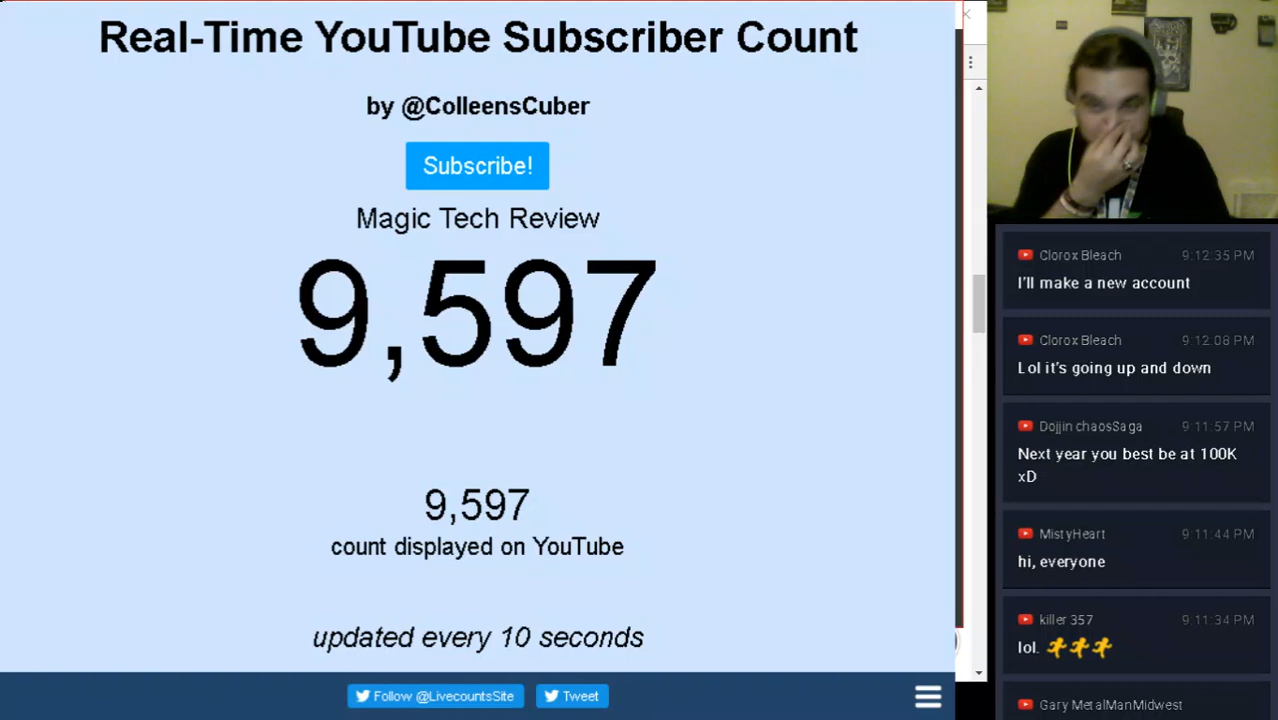 Real-Time YouTube Subscriber Count
by @ColleensCuber
Subscribe!
Magic Tech Review
9,597
9,597
count displayed on YouTube
updated every 10 seconds
Follow @LivecountsSite
Tweet
Clorox Bleach 9:12:35 PM
I'll make a new account
Clorox Bleach 9:12:08 PM
Lol it's going up and down
Dojjin chaosSaga 9:11:57 PM
Next year you best be at 100K
xD
MistyHeart 9:11:44 PM
hi, everyone
killer 357 9:11:34 PM
lol.
Gary MetalManMidwest